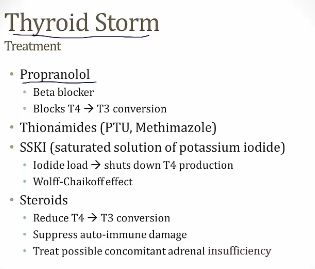 Thyroid Storm
Treatment
• Propranolol
• Beta blocker
• Blocks T4 → T3 conversion
• Thionamides (PTU, Methimazole)
• SSKI (saturated solution of potassium iodide)
• Iodide load → shuts down T4 production
• Wolff-Chaikoff effect
• Steroids
• Reduce T4 → T3 conversion
• Suppress auto-immune damage
• Treat possible concomitant adrenal insufficiency